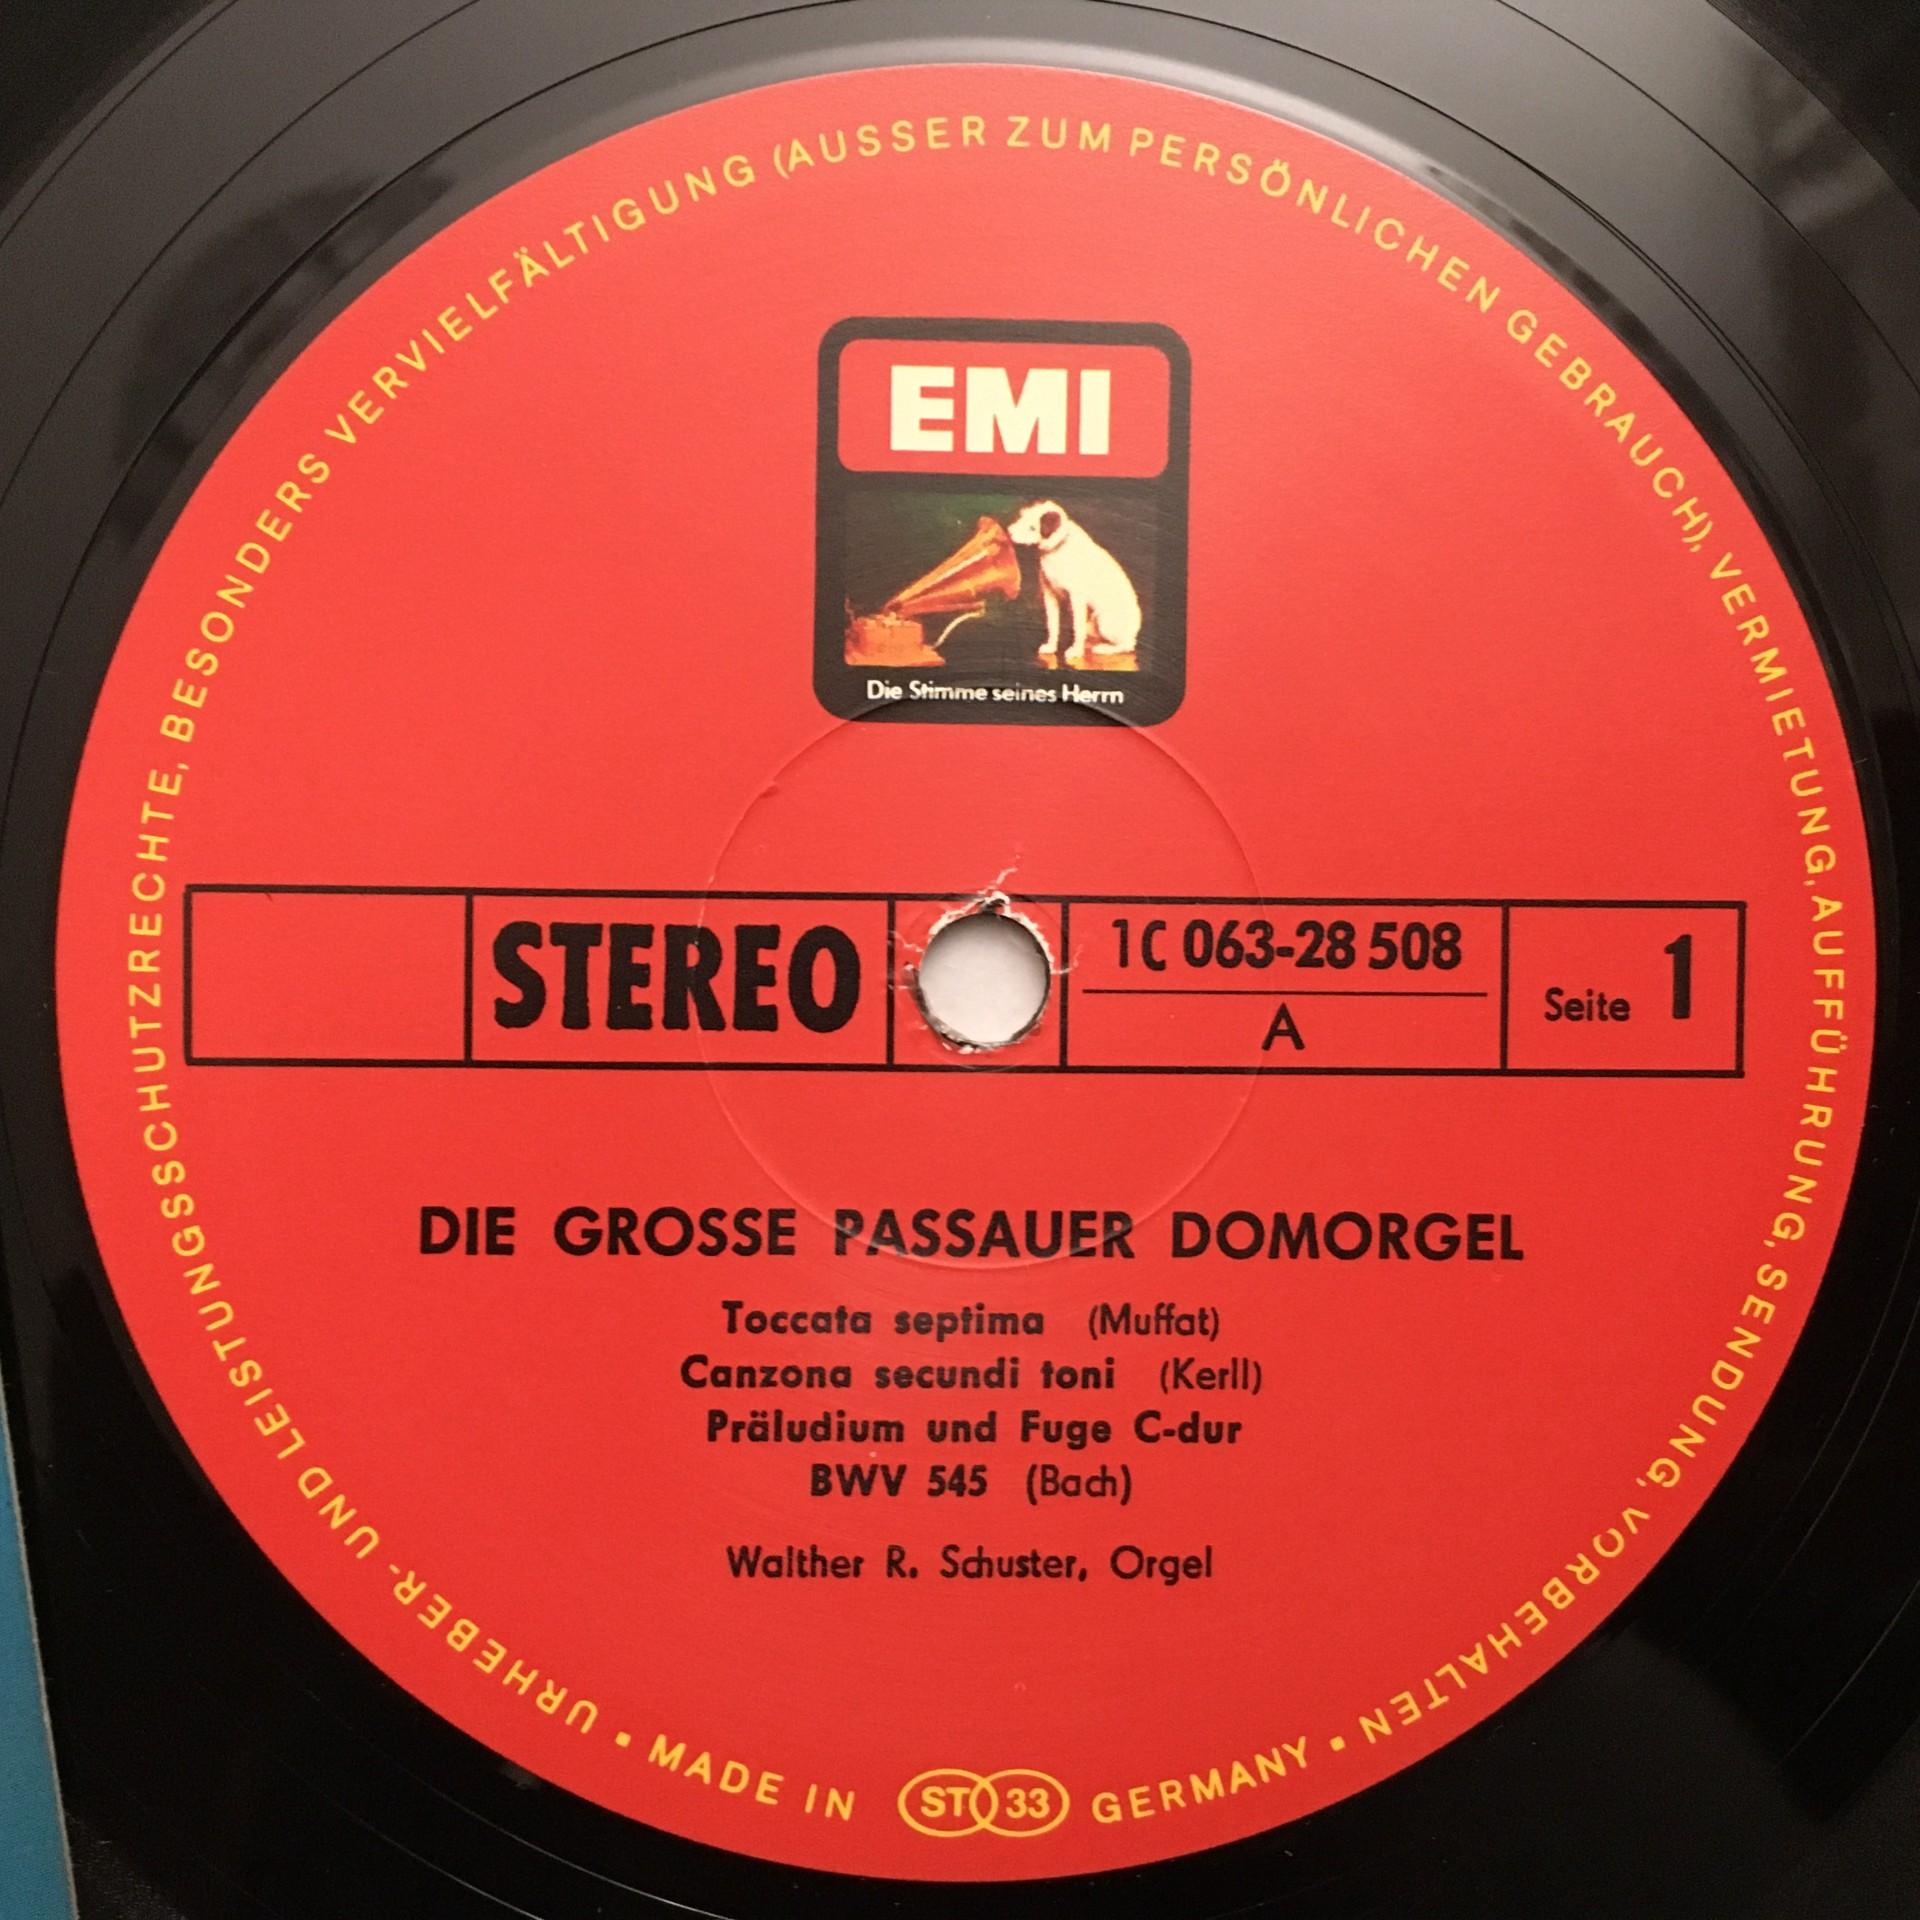 EMI
Die Stimme seines Herrn
STEREO
1C 063-28 508
A
Seite 1
DIE GROSSE PASSAUER DOMORGEL
Toccata septima (Muffat)
Canzona secundi toni (Kerll)
Präludium und Fuge C-dur
BWV 545 (Bach)
Walther R. Schuster, Orgel
URHEBER- UND LEISTUNGSSCHUTZRECHTE, BESONDERS VERVIELFÄLTIGUNG (AUSSER ZUM PERSÖNLICHEN GEBRAUCH), VERMIETUNG, AUFFÜHRUNG, SENDUNG, VORBEHALTEN
▪ MADE IN ST 33 GERMANY ▪